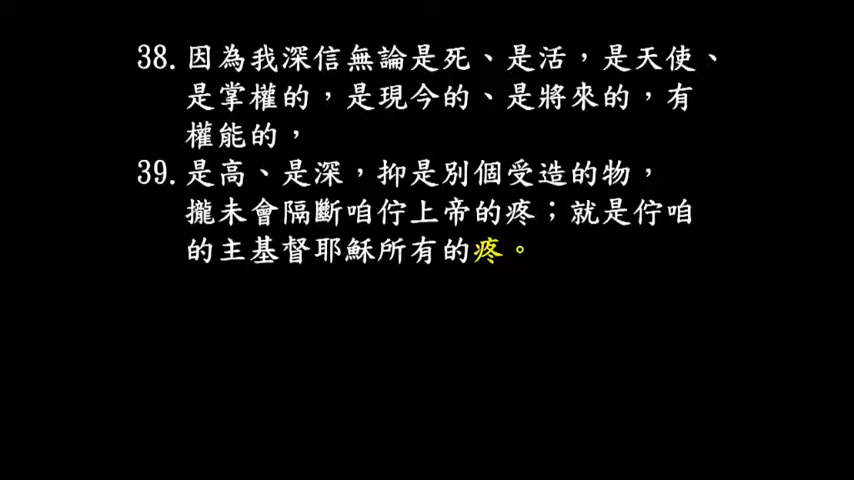 38.因為我深信無論是死、是活，是天使、
是掌權的，是現今的、是將來的，有
權能的，
39.是高、是深，抑是別個受造的物，
攏未會隔斷咱佇上帝的疼；就是佇咱
的主基督耶穌所有的疼。